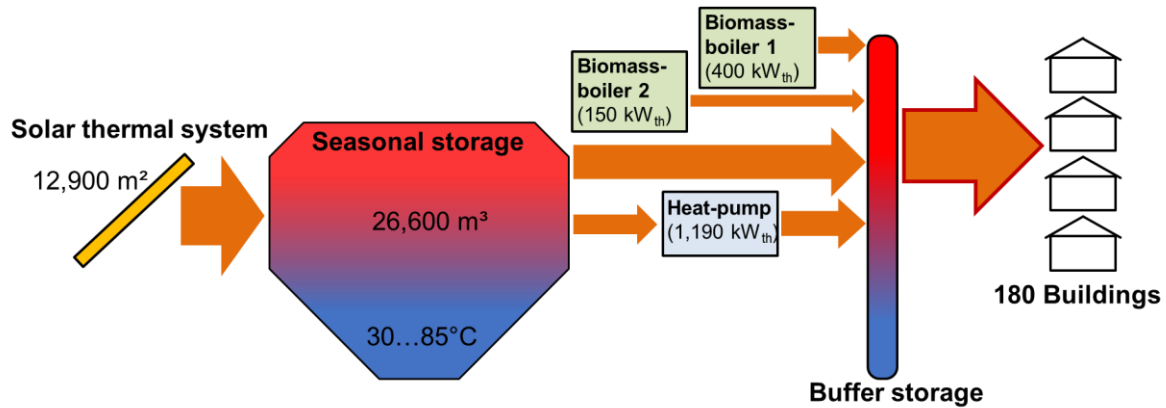 Solar thermal system
12,900 m²
Seasonal storage
26,600 m³
30...85°C
Biomass-
boiler 2
(150 kWth)
Biomass-
boiler 1
(400 kWth)
Heat-pump
(1,190 kWth)
Buffer storage
180 Buildings